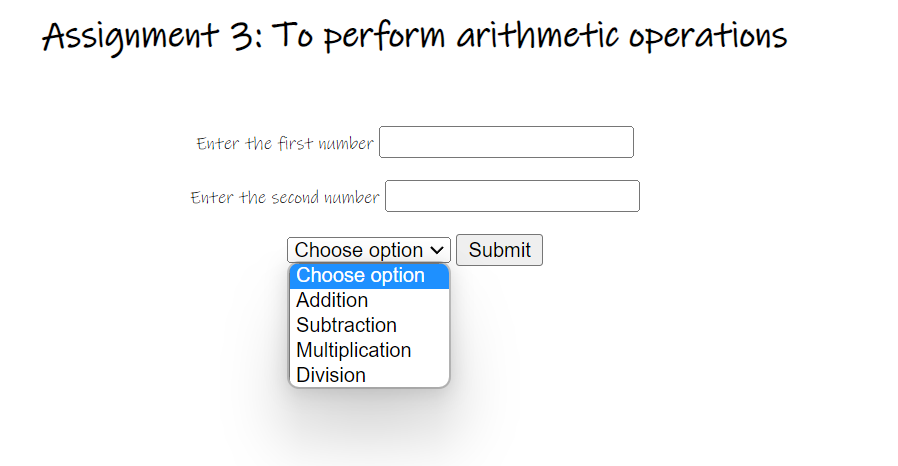 Assignment 3: To perform arithmetic operations
Enter the first number
Enter the second number
Choose option Submit
Choose option
Addition
Subtraction
Multiplication
Division